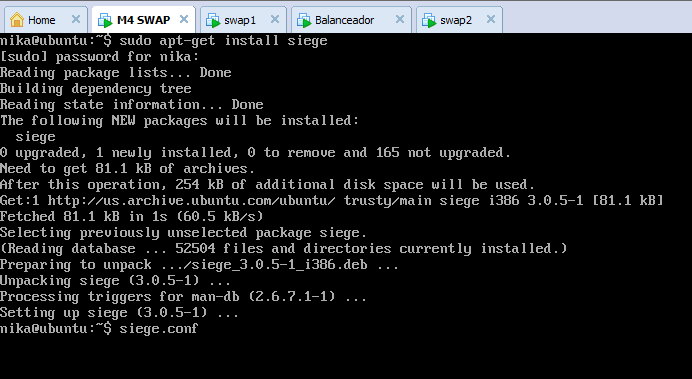 Home M4 SWAP swap1 Balanceador swap2
nika@ubuntu:~$ sudo apt-get install siege
[sudo] password for nika:
Reading package lists... Done
Building dependency tree
Reading state information... Done
The following NEW packages will be installed:
  siege
0 upgraded, 1 newly installed, 0 to remove and 165 not upgraded.
Need to get 81.1 kB of archives.
After this operation, 254 kB of additional disk space will be used.
Get:1 http://us.archive.ubuntu.com/ubuntu/ trusty/main siege i386 3.0.5-1 [81.1 kB]
Fetched 81.1 kB in 1s (60.5 kB/s)
Selecting previously unselected package siege.
(Reading database ... 52504 files and directories currently installed.)
Preparing to unpack .../siege_3.0.5-1_i386.deb ...
Unpacking siege (3.0.5-1) ...
Processing triggers for man-db (2.6.7.1-1) ...
Setting up siege (3.0.5-1) ...
nika@ubuntu:~$ siege.conf